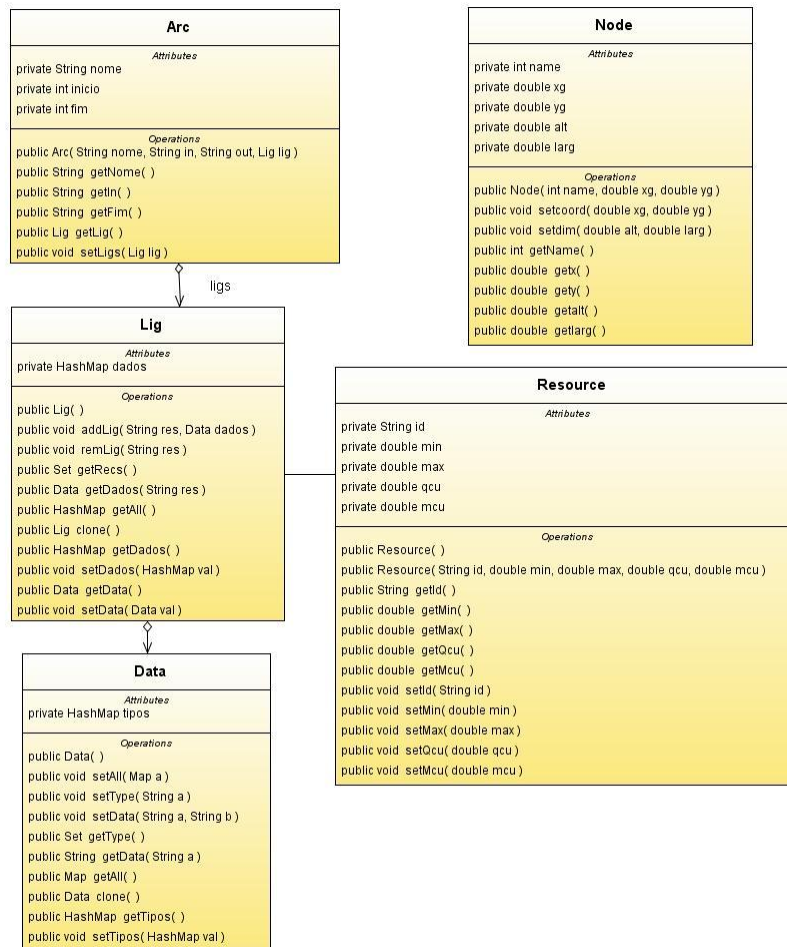 Arc
Attributes
private String nome
private int inicio
private int fim
Operations
public Arc( String nome, String in, String out, Lig lig )
public String getNome( )
public String getIn( )
public String getFim( )
public Lig getLig( )
public void setLigs( Lig lig )
ligs
Node
Attributes
private int name
private double xg
private double yg
private double alt
private double larg
Operations
public Node( int name, double xg, double yg )
public void setcoord( double xg, double yg )
public void setdim( double alt, double larg )
public int getName( )
public double getx( )
public double gety( )
public double getalt( )
public double getlarg( )
Lig
Attributes
private HashMap dados
Operations
public Lig( )
public void addLig( String res, Data dados )
public void remLig( String res )
public Set getRecs( )
public Data getDados( String res )
public HashMap getAll( )
public Lig clone( )
public HashMap getDados( )
public void setDados( HashMap val )
public Data getData( )
public void setData( Data val )
Resource
Attributes
private String id
private double min
private double max
private double qcu
private double mcu
Operations
public Resource( )
public Resource( String id, double min, double max, double qcu, double mcu )
public String getId( )
public double getMin( )
public double getMax( )
public double getQcu( )
public double getMcu( )
public void setId( String id )
public void setMin( double min )
public void setMax( double max )
public void setQcu( double qcu )
public void setMcu( double mcu )
Data
Attributes
private HashMap tipos
Operations
public Data( )
public void setAll( Map a )
public void setType( String a )
public void setData( String a, String b )
public Set getType( )
public String getData( String a )
public Map getAll( )
public Data clone( )
public HashMap getTipos( )
public void setTipos( HashMap val )